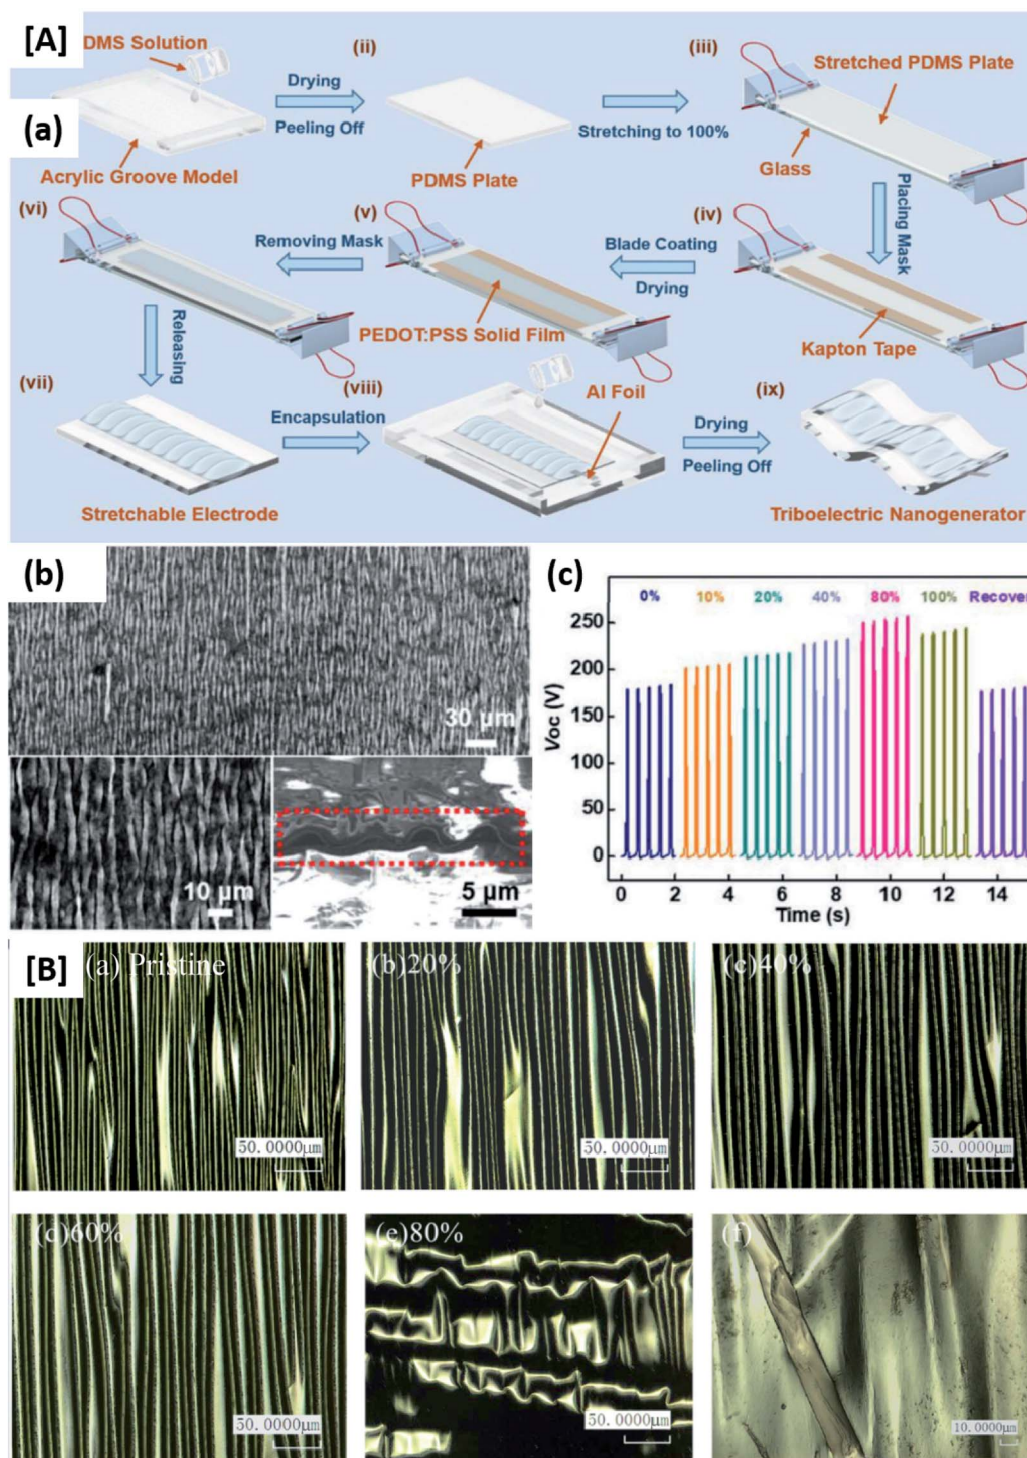 [A]
DMS Solution
(ii)
(iii)
Drying
Peeling Off
Stretching to 100%
Stretched PDMS Plate
(a)
Acrylic Groove Model
PDMS Plate
Glass
Placing Mask
(vi)
(v)
(iv)
Removing Mask
Blade Coating
Drying
PEDOT:PSS Solid Film
Kapton Tape
Releasing
(vii)
(viii)
(ix)
Encapsulation
Al Foil
Drying
Peeling Off
Stretchable Electrode
Triboelectric Nanogenerator
(b)
30 µm
10 µm
5 µm
(c)
0% 10% 20% 40% 80% 100% Recover
250
200
150
100
50
0
Voc (V)
0 2 4 6 8 10 12 14
Time (s)
[B]
(a) Pristine
50.0000µm
(b)20%
50.0000µm
(c)40%
50.0000µm
(d)60%
50.0000µm
(e)80%
50.0000µm
(f)
10.0000µm